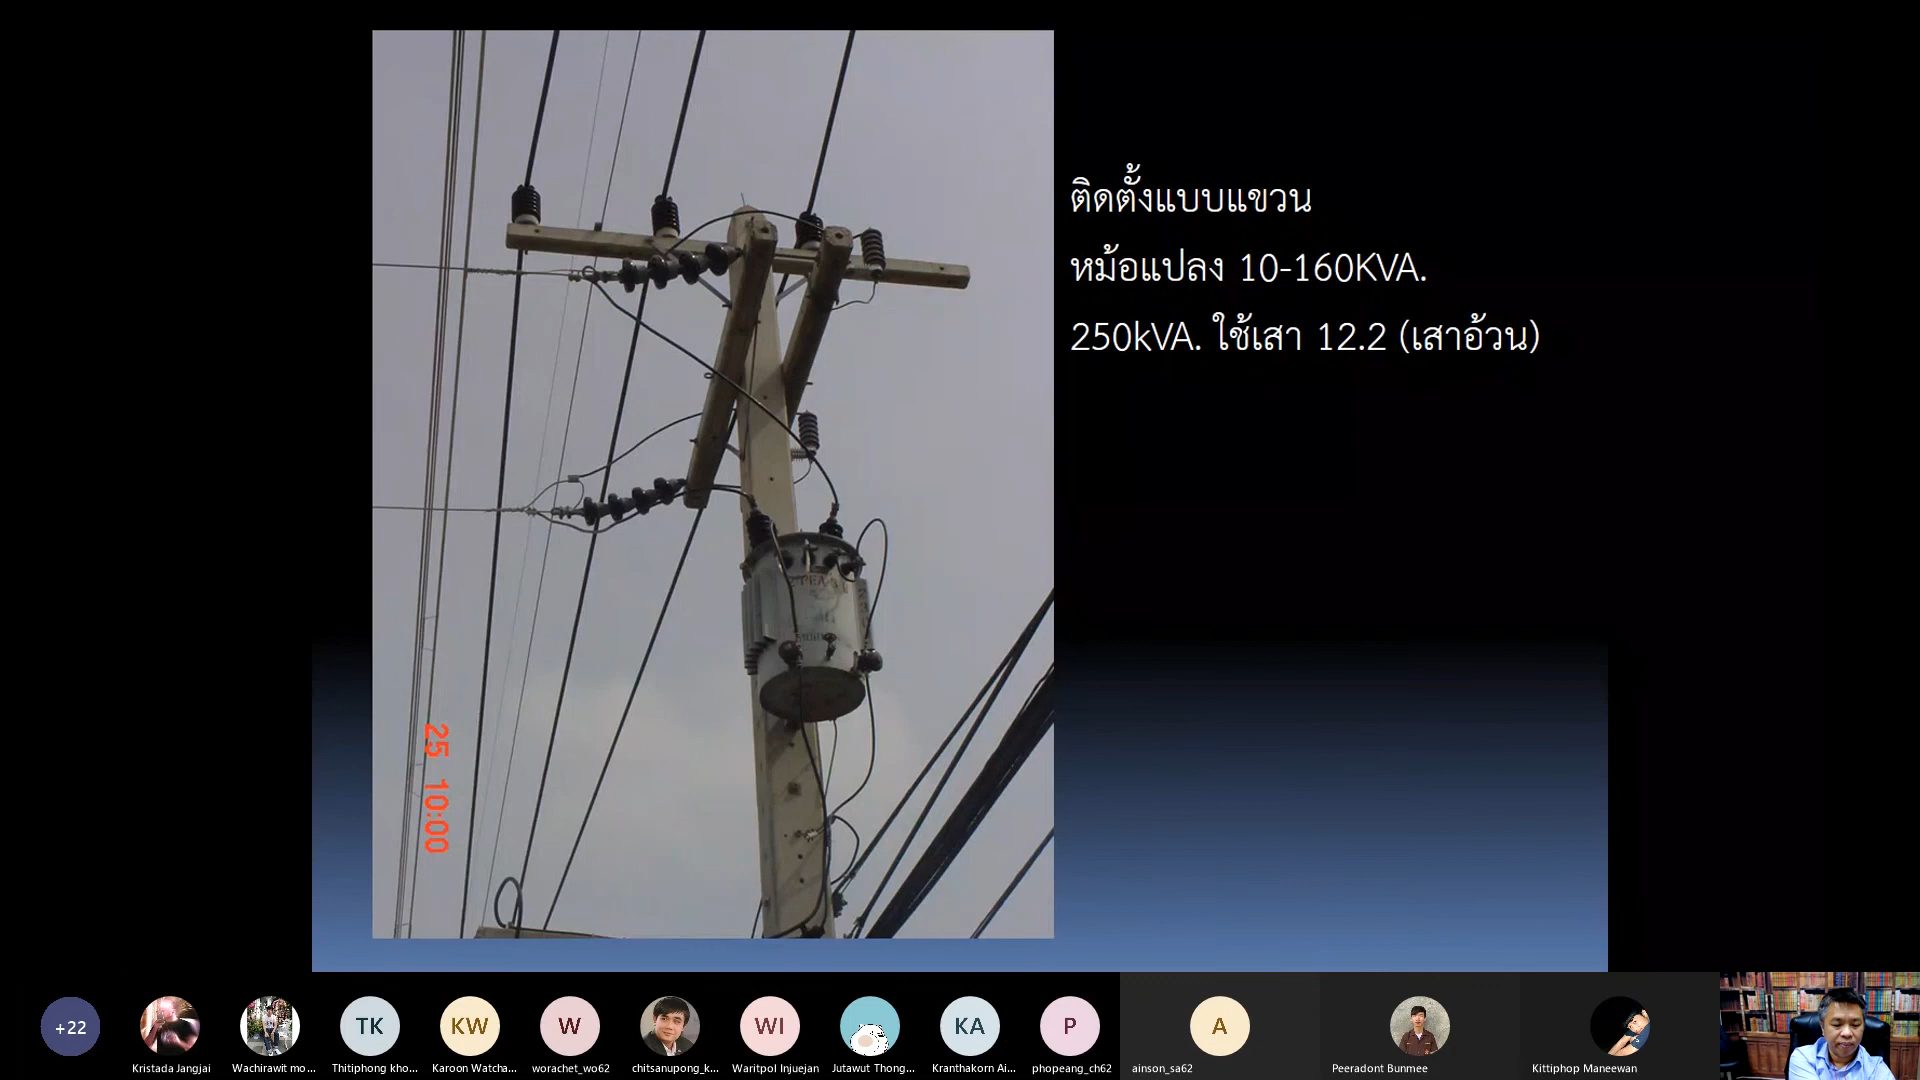 ติดตั้งแบบแขวน
หม้อแปลง 10-160KVA.
250kVA. ใช้เสา 12.2 (เสาอ้วน)
25 10:00
+22
TK
KW
W
WI
KA
P
A
Kristada Jangjai
Wachirawit mo...
Thitiphong kho...
Karoon Watcha...
worachet_wo62
chitsanupong_k...
Waritpol Injuejan
Jutawut Thong...
Kranthakorn Ai...
phopeang_ch62
ainson_sa62
Peeradont Bunmee
Kittiphop Maneewan